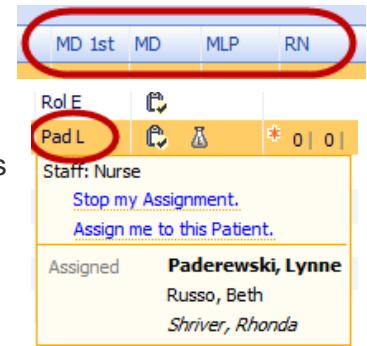 MD 1st MD MLP RN
Rol E
Pad L 0| 0|
s
Staff: Nurse
Stop my Assignment.
Assign me to this Patient.
Assigned Paderewski, Lynne
Russo, Beth
Shriver, Rhonda